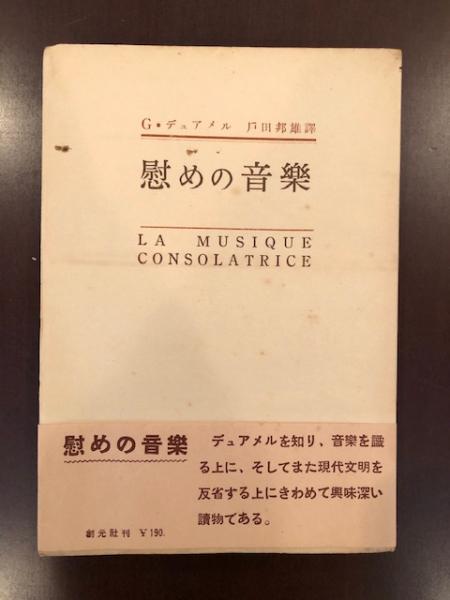 G・デュアメル 戸田邦雄譯
慰めの音樂
LA MUSIQUE
CONSOLATRICE
慰めの音樂
デュアメルを知り、音樂を識
る上に、そしてまた現代文明を
反省する上にきわめて興味深い
讀物である。
創元社刊 ¥190.